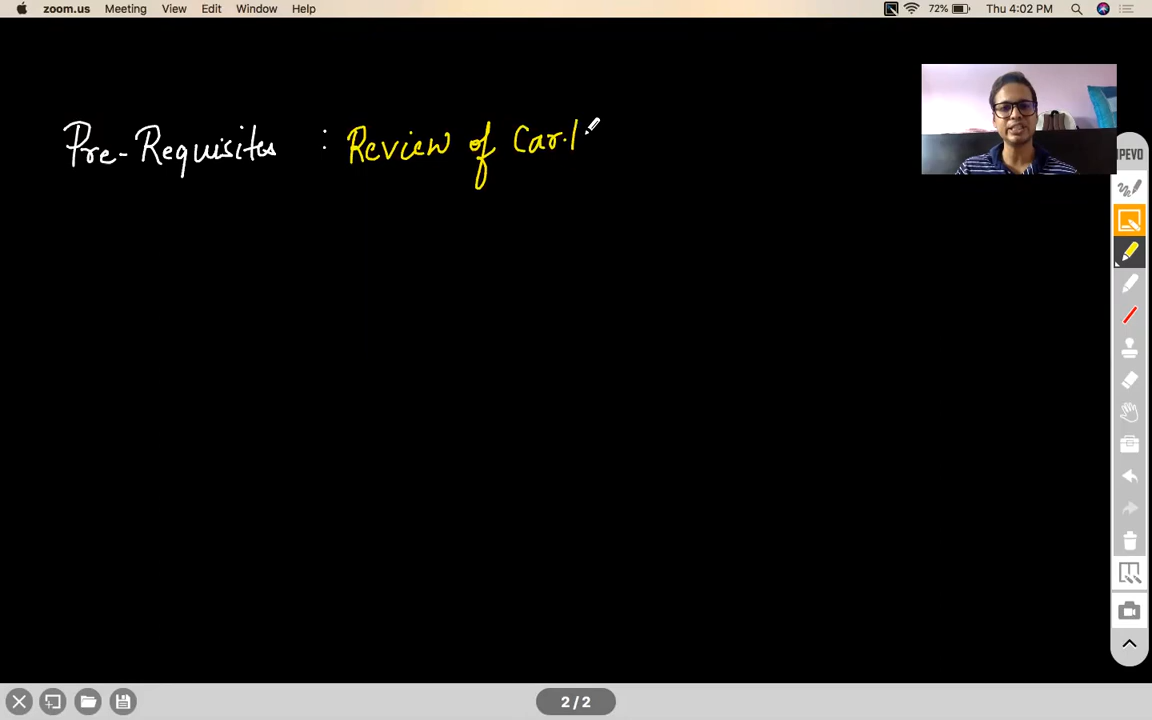 zoom.us Meeting View Edit Window Help 72% Thu 4:02 PM
Pre-Requisites : Review of Car.
IPEVO
2/2